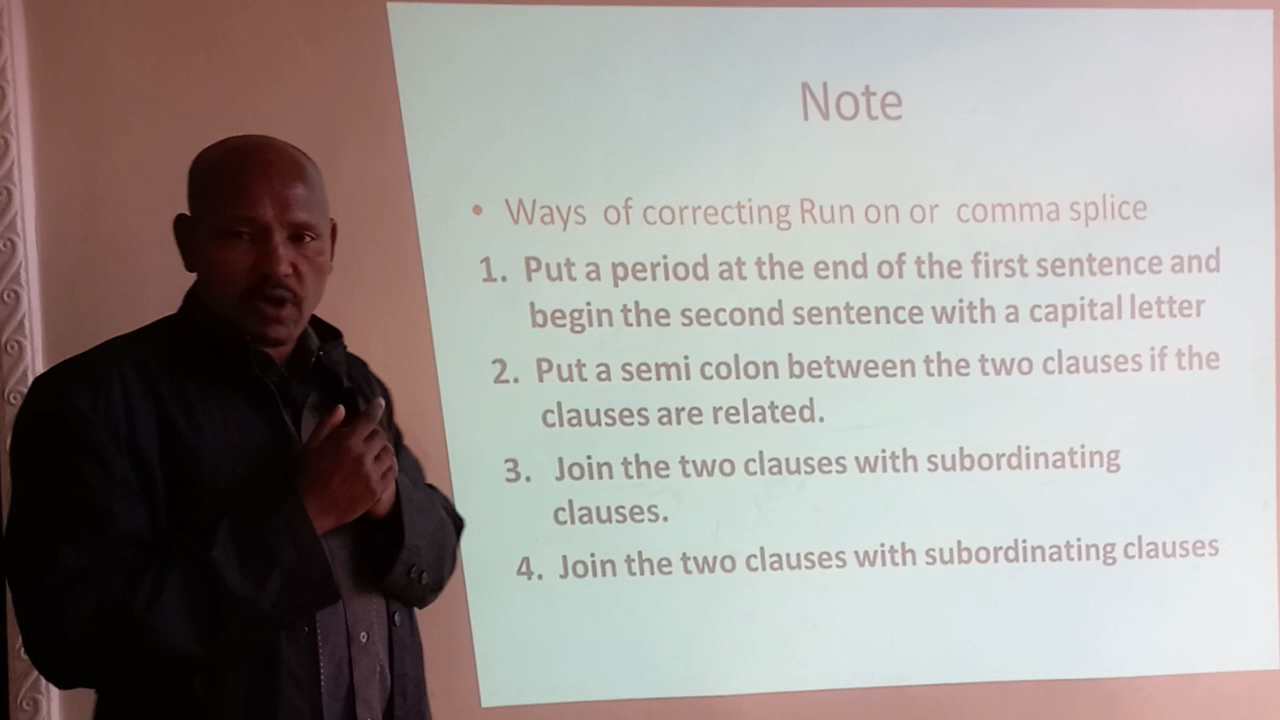 Note
• Ways of correcting Run on or comma splice
1. Put a period at the end of the first sentence and
begin the second sentence with a capital letter
2. Put a semi colon between the two clauses if the
clauses are related.
3. Join the two clauses with subordinating
clauses.
4. Join the two clauses with subordinating clauses